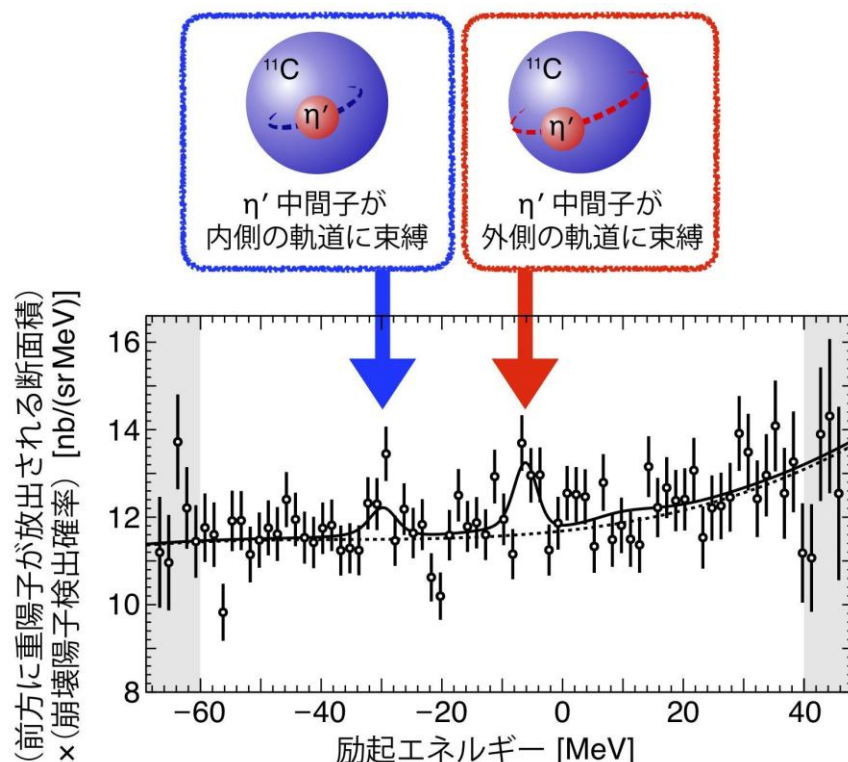 ¹¹C
η′
η′ 中間子が
内側の軌道に束縛
¹¹C
η′
η′ 中間子が
外側の軌道に束縛
(前方に重陽子が放出される断面積)
×(崩壊陽子検出確率) [nb/(sr MeV)]
16
14
12
10
8
−60
−40
−20
0
20
40
励起エネルギー [MeV]